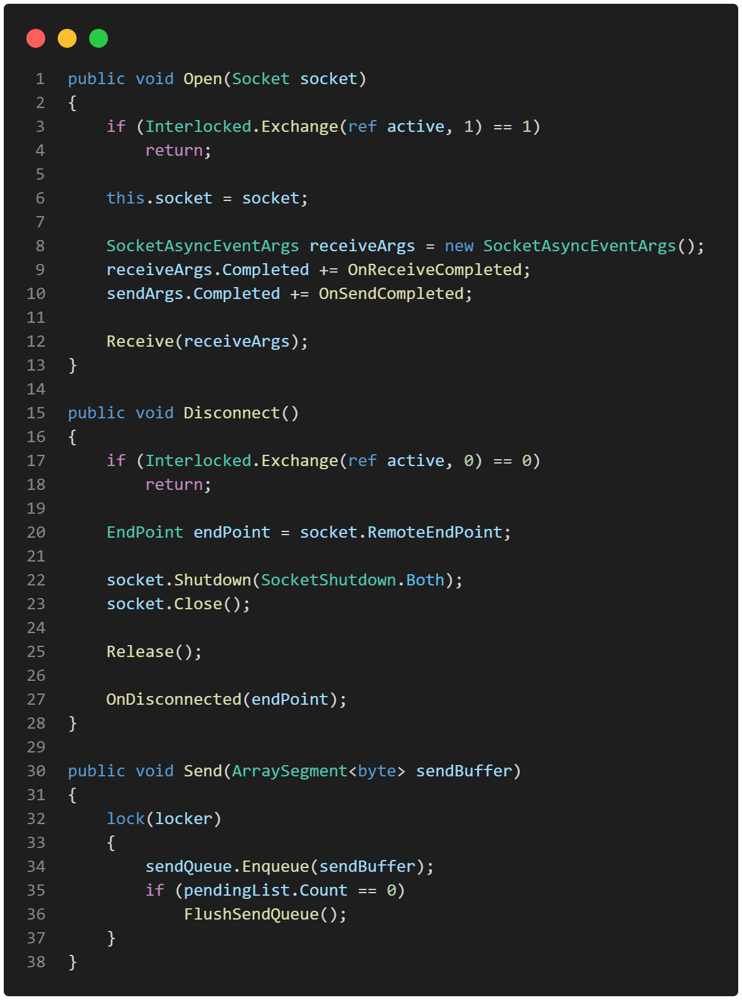 1 public void Open(Socket socket)
2 {
3     if (Interlocked.Exchange(ref active, 1) == 1)
4         return;
5
6     this.socket = socket;
7
8     SocketAsyncEventArgs receiveArgs = new SocketAsyncEventArgs();
9     receiveArgs.Completed += OnReceiveCompleted;
10     sendArgs.Completed += OnSendCompleted;
11
12     Receive(receiveArgs);
13 }
14
15 public void Disconnect()
16 {
17     if (Interlocked.Exchange(ref active, 0) == 0)
18         return;
19
20     EndPoint endPoint = socket.RemoteEndPoint;
21
22     socket.Shutdown(SocketShutdown.Both);
23     socket.Close();
24
25     Release();
26
27     OnDisconnected(endPoint);
28 }
29
30 public void Send(ArraySegment<byte> sendBuffer)
31 {
32     lock(locker)
33     {
34         sendQueue.Enqueue(sendBuffer);
35         if (pendingList.Count == 0)
36             FlushSendQueue();
37     }
38 }